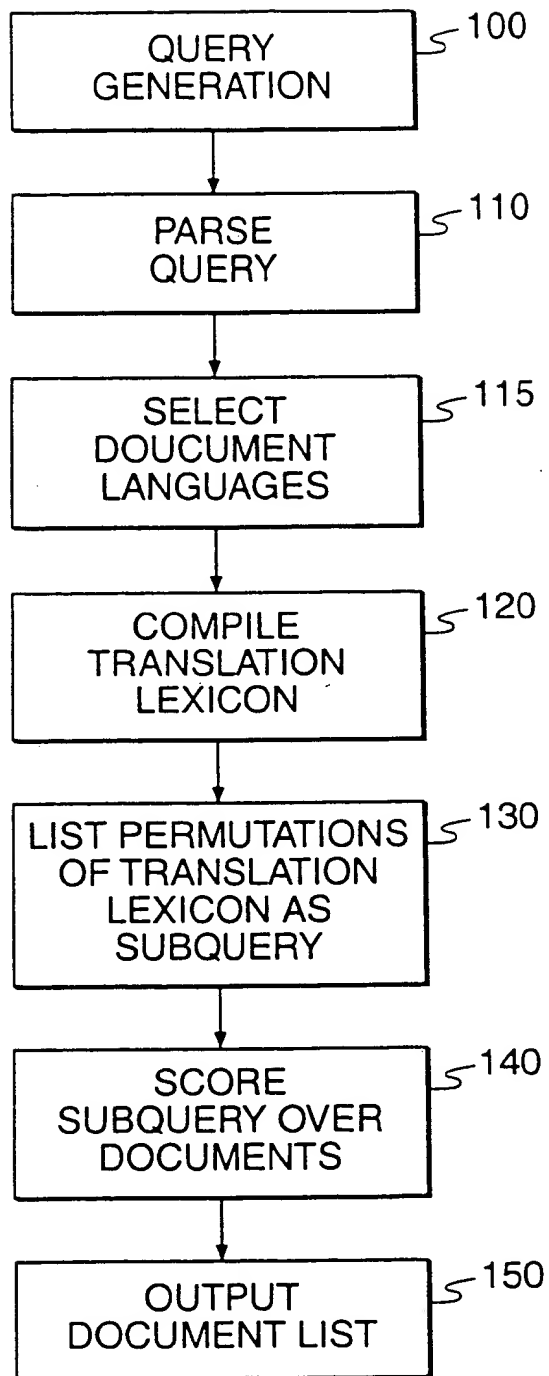 100
QUERY
GENERATION
110
PARSE
QUERY
115
SELECT
DOUCUMENT
LANGUAGES
120
COMPILE
TRANSLATION
LEXICON
130
LIST PERMUTATIONS
OF TRANSLATION
LEXICON AS
SUBQUERY
140
SCORE
SUBQUERY OVER
DOCUMENTS
150
OUTPUT
DOCUMENT LIST